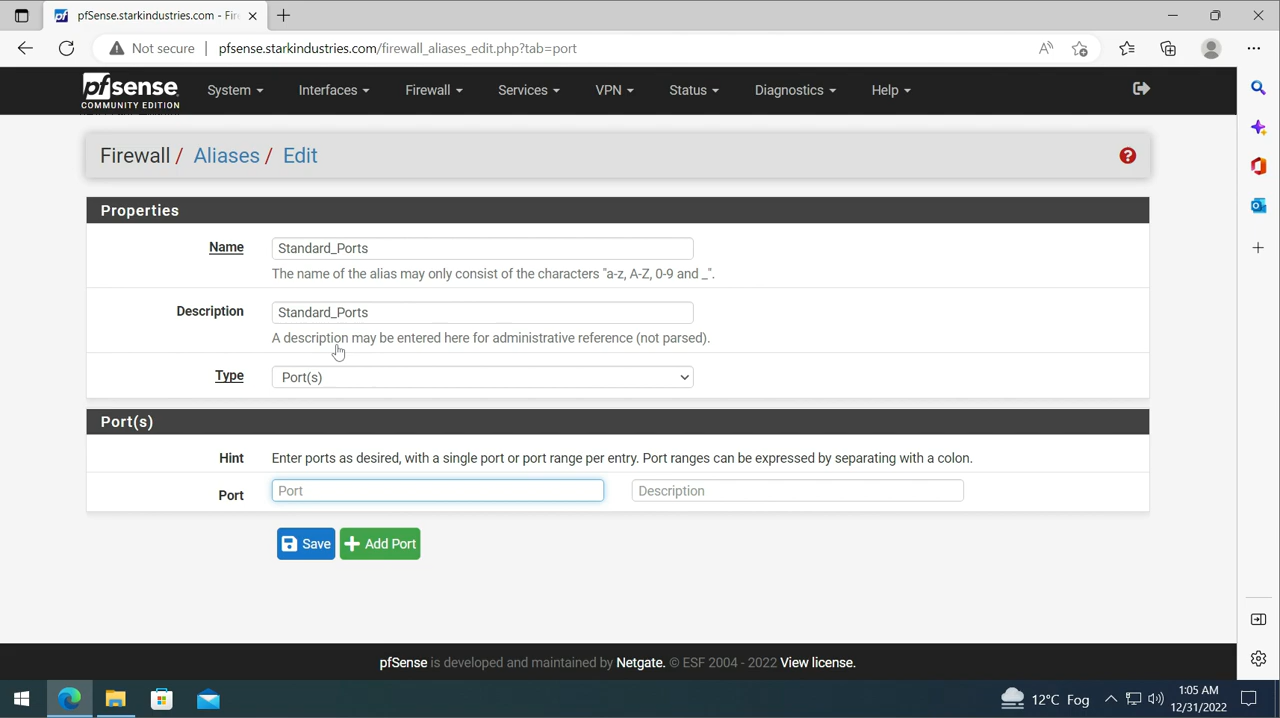 pfSense.starkindustries.com - Fire
Not secure | pfsense.starkindustries.com/firewall_aliases_edit.php?tab=port
pfsense
COMMUNITY EDITION
System
Interfaces
Firewall
Services
VPN
Status
Diagnostics
Help
Firewall / Aliases / Edit
Properties
Name
Standard_Ports
The name of the alias may only consist of the characters "a-z, A-Z, 0-9 and _".
Description
Standard_Ports
A description may be entered here for administrative reference (not parsed).
Type
Port(s)
Port(s)
Hint
Enter ports as desired, with a single port or port range per entry. Port ranges can be expressed by separating with a colon.
Port
Port
Description
Save
Add Port
pfSense is developed and maintained by Netgate. © ESF 2004 - 2022 View license.
12°C Fog
1:05 AM
12/31/2022